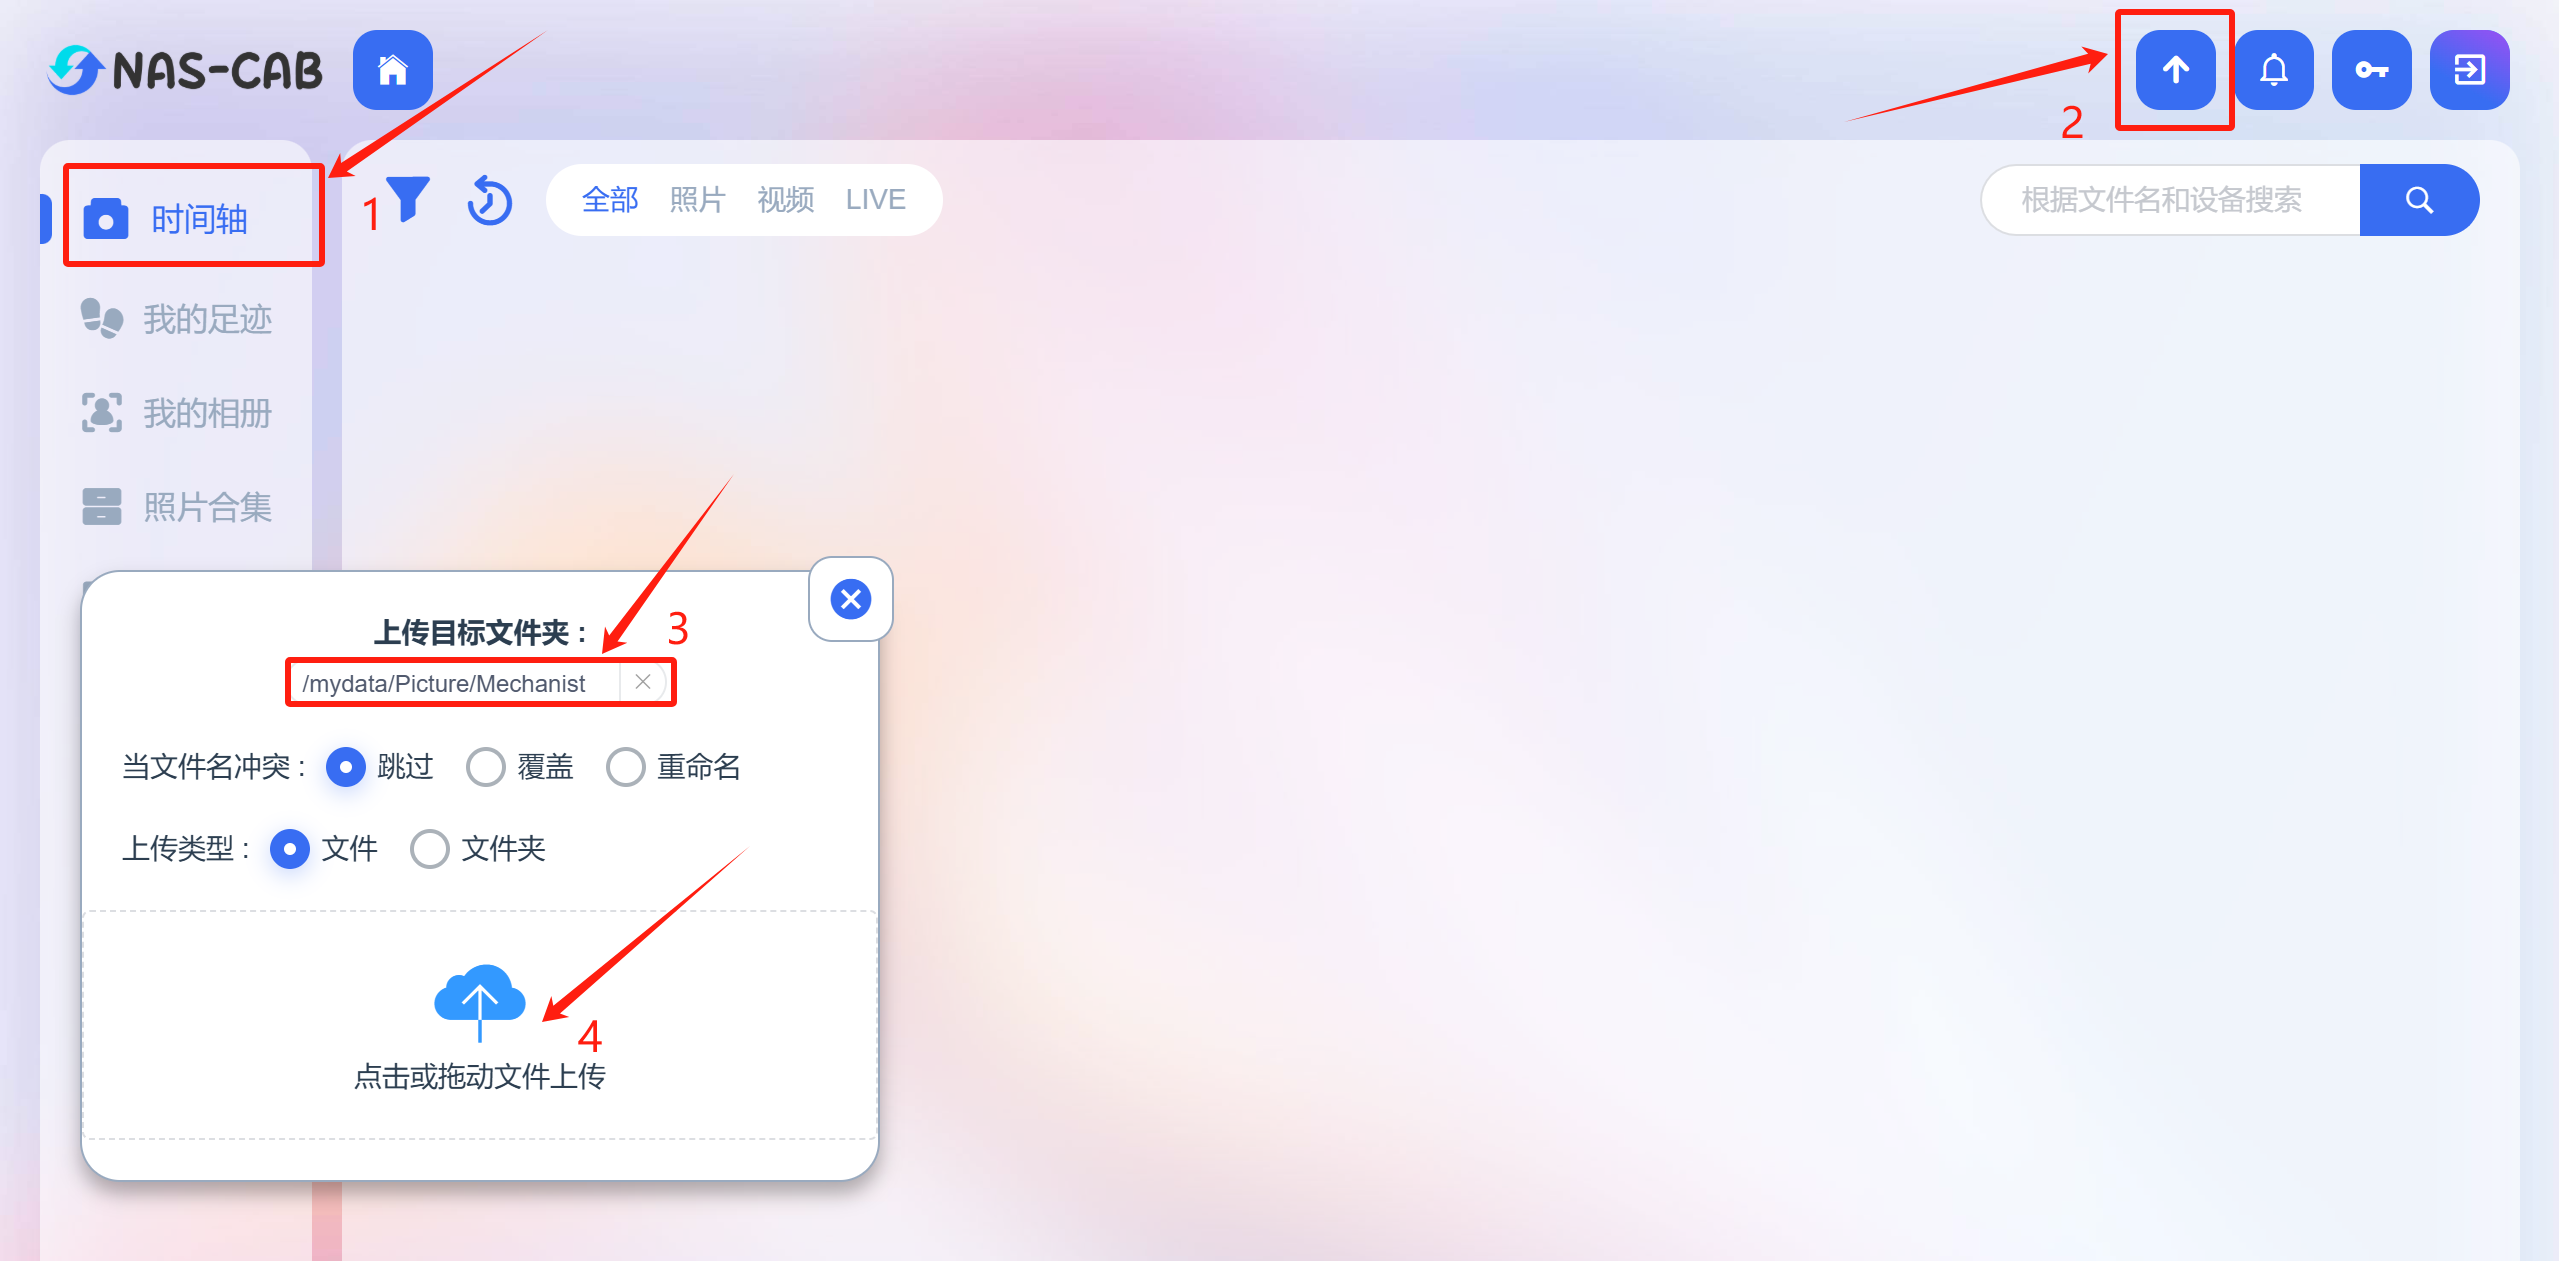 NAS-CAB
2
时间轴
1
全部 照片 视频 LIVE
根据文件名和设备搜索
我的足迹
我的相册
照片合集
上传目标文件夹：
3
/mydata/Picture/Mechanist
当文件名冲突： 跳过 覆盖 重命名
上传类型： 文件 文件夹
4
点击或拖动文件上传